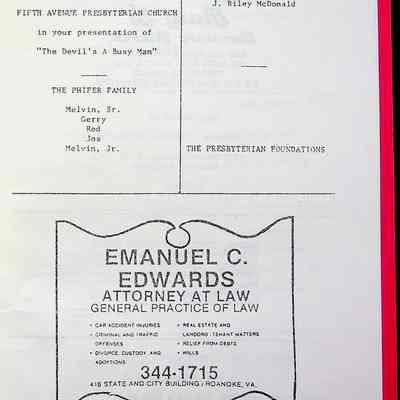 FIFTH AVENUE PRESBYTERIAN CHURCH
in your presentation of
"The Devil's A Busy Man"
THE PHIFER FAMILY
Melvin, Sr.
Gerry
Red
Jos
Melvin, Jr.
J. Riley McDonald
THE PRESBYTERIAN FOUNDATIONS
EMANUEL C.
EDWARDS
ATTORNEY AT LAW
GENERAL PRACTICE OF LAW
• CAR ACCIDENT INJURIES
• CRIMINAL AND TRAFFIC
OFFENSES
• DIVORCE, CUSTODY, AND
ADOPTIONS
• REAL ESTATE AND
LANDORD, TENANT MATTERS
• RELIEF FROM DEBTS
• WILLS
344-1715
416 STATE AND CITY BUILDING / ROANOKE, VA.